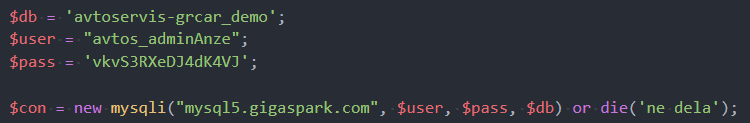 $db = 'avtoservis-grcar_demo';
$user = "avtos_adminAnze";
$pass = 'vkvS3RXeDJ4dK4VJ';
$con = new mysqli("mysql5.gigaspark.com", $user, $pass, $db) or die('ne dela');